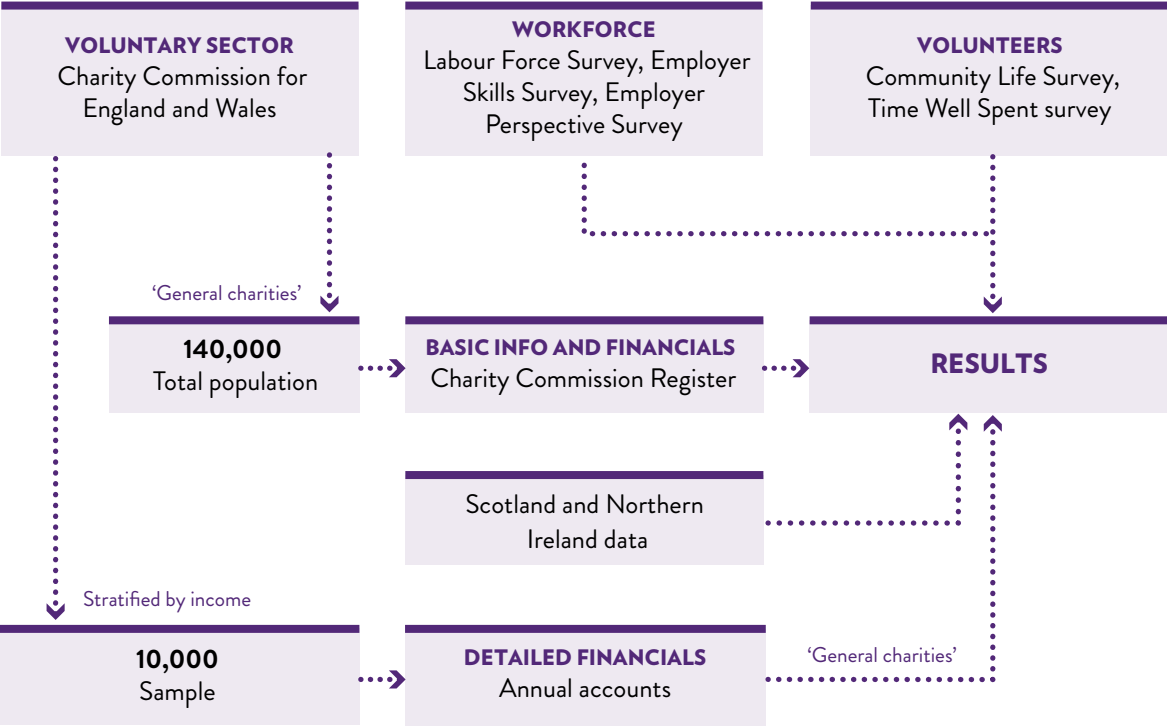 VOLUNTARY SECTOR
Charity Commission for
England and Wales
WORKFORCE
Labour Force Survey, Employer
Skills Survey, Employer
Perspective Survey
VOLUNTEERS
Community Life Survey,
Time Well Spent survey
‘General charities’
140,000
Total population
BASIC INFO AND FINANCIALS
Charity Commission Register
RESULTS
Scotland and Northern
Ireland data
Stratified by income
10,000
Sample
DETAILED FINANCIALS
Annual accounts
‘General charities’